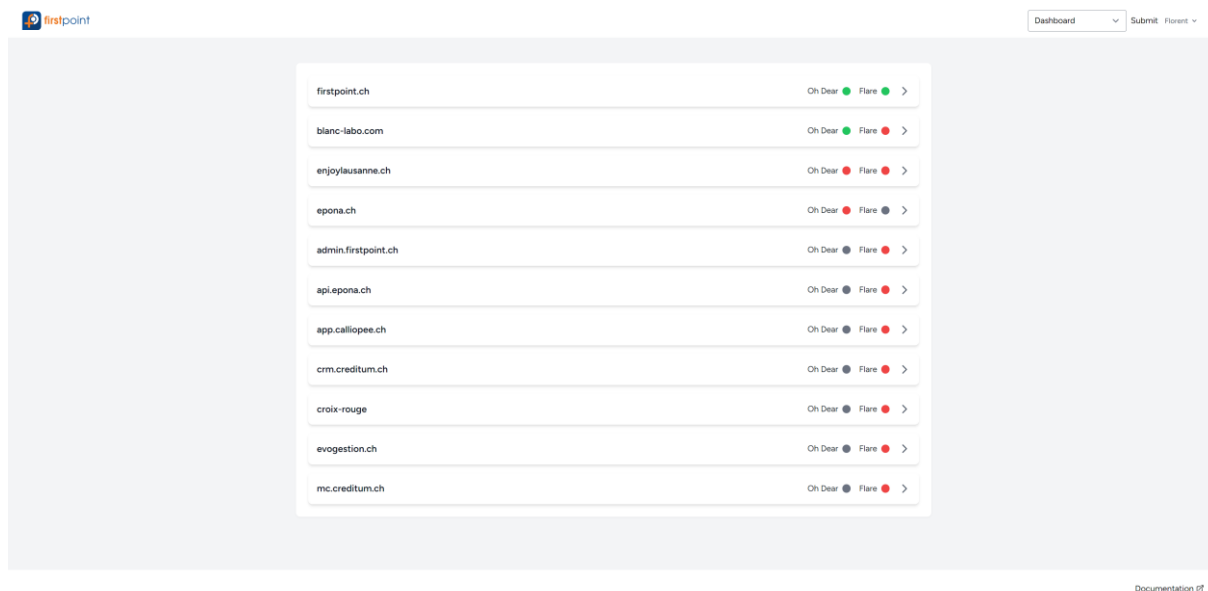 firstpoint
Dashboard Submit Florent
firstpoint.ch Oh Dear Flare
blanc-labo.com Oh Dear Flare
enjoylausanne.ch Oh Dear Flare
epona.ch Oh Dear Flare
admin.firstpoint.ch Oh Dear Flare
api.epona.ch Oh Dear Flare
app.calliopee.ch Oh Dear Flare
crm.creditum.ch Oh Dear Flare
croix-rouge Oh Dear Flare
evogestion.ch Oh Dear Flare
mc.creditum.ch Oh Dear Flare
Documentation